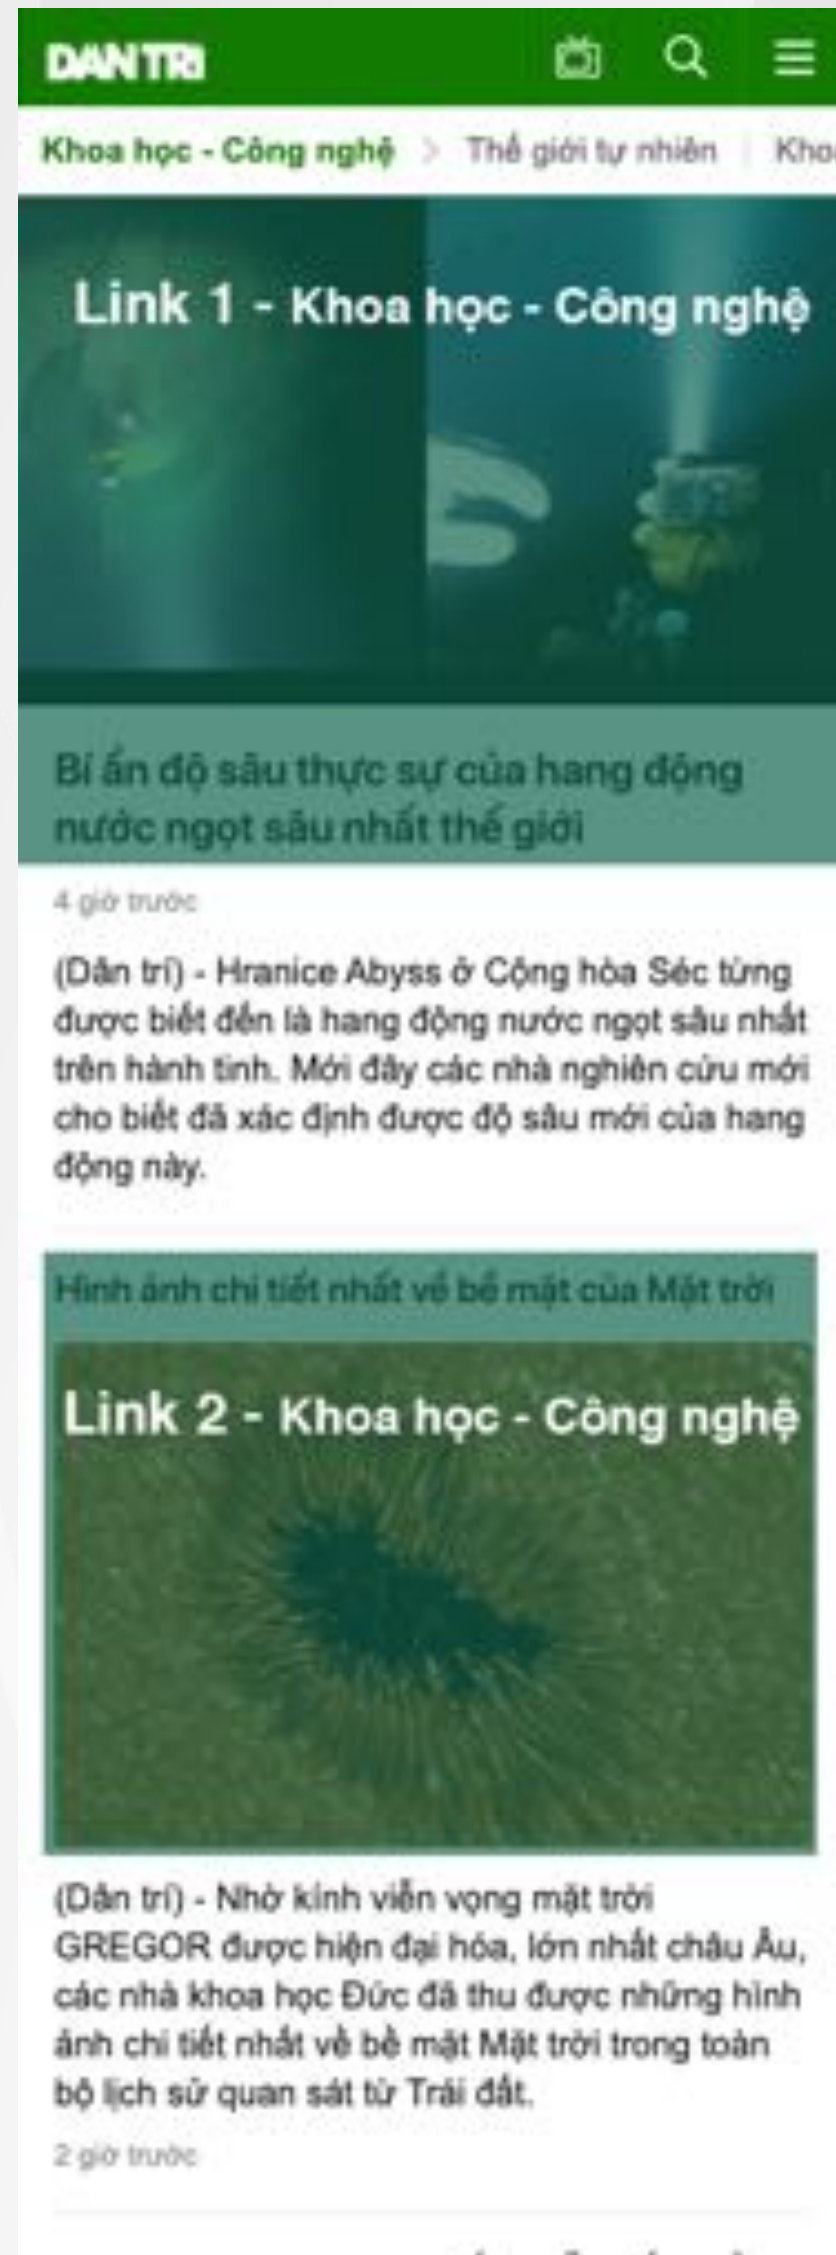 DANTRI
Khoa học - Công nghệ > Thế giới tự nhiên | Kho
Link 1 - Khoa học - Công nghệ
Bí ẩn độ sâu thực sự của hang động
nước ngọt sâu nhất thế giới
4 giờ trước
(Dân trí) - Hranice Abyss ở Cộng hòa Séc từng
được biết đến là hang động nước ngọt sâu nhất
trên hành tinh. Mới đây các nhà nghiên cứu mới
cho biết đã xác định được độ sâu mới của hang
động này.
Hình ảnh chi tiết nhất về bề mặt của Mặt trời
Link 2 - Khoa học - Công nghệ
(Dân trí) - Nhờ kính viễn vọng mặt trời
GREGOR được hiện đại hóa, lớn nhất châu Âu,
các nhà khoa học Đức đã thu được những hình
ảnh chi tiết nhất về bề mặt Mặt trời trong toàn
bộ lịch sử quan sát từ Trái đất.
2 giờ trước